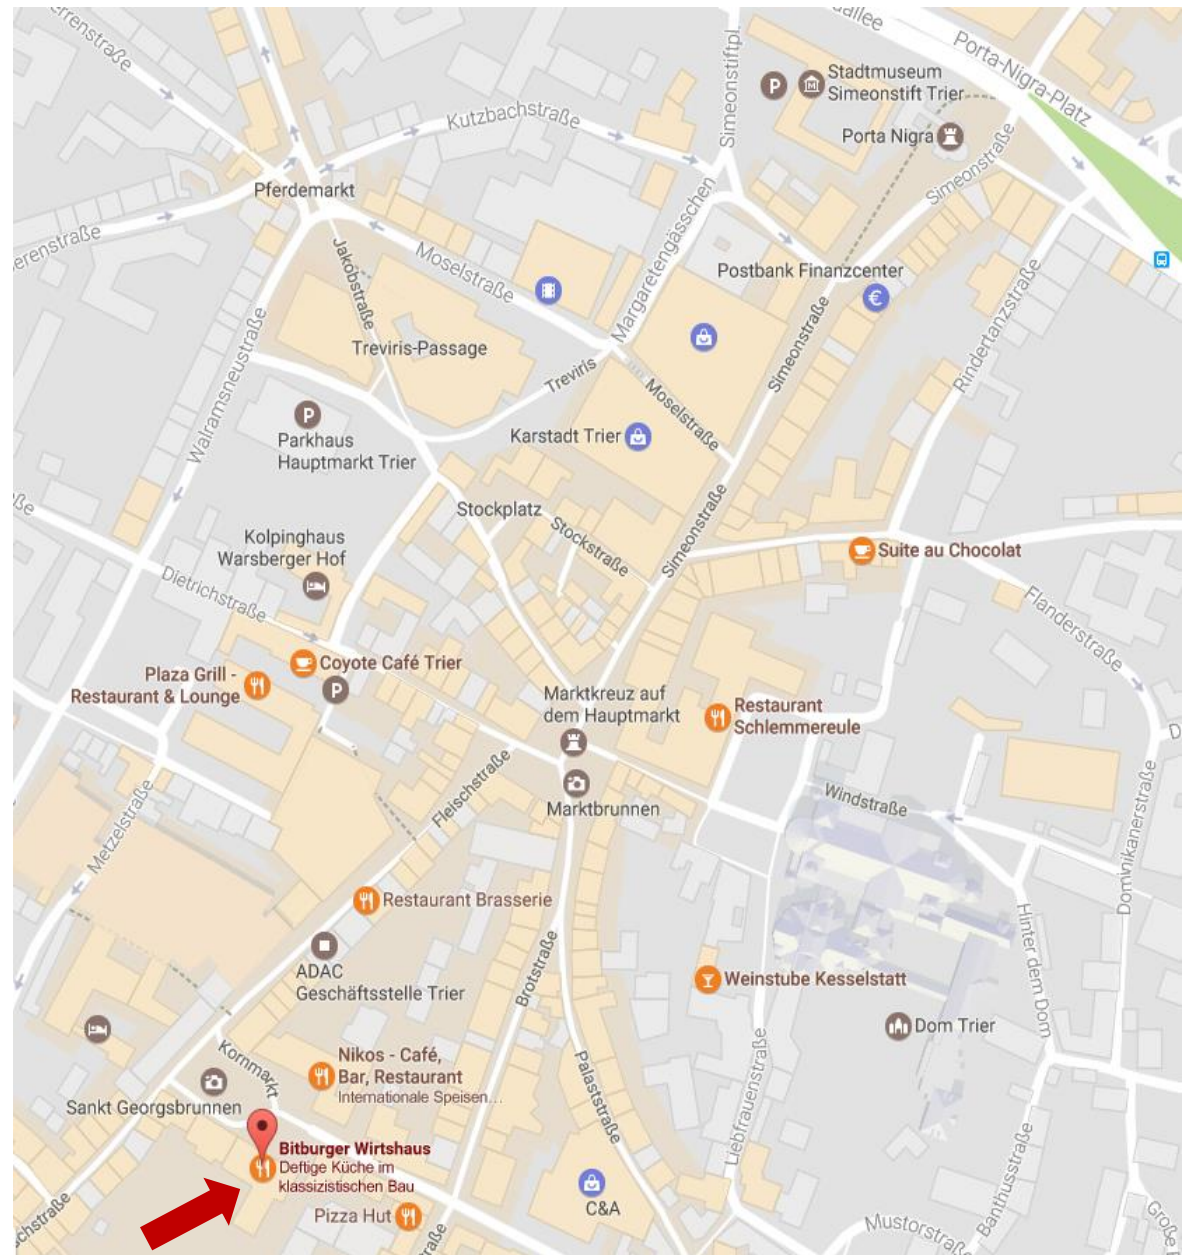 Porta-Nigra-Platz
Simeonstiftpl.
Stadtmuseum
Simeonstift Trier
P
M
Kutzbachstraße
Porta Nigra
Simeonstraße
Pferdemarkt
Jakobstraße
Moselstraße
Margaretengässchen
Postbank Finanzcenter
€
Rindertanzstraße
Walramsneustraße
Treviris-Passage
Treviris
Moselstraße
Simeonstraße
P
Parkhaus
Hauptmarkt Trier
Karstadt Trier
Stockplatz
Stockstraße
Simeonstraße
Kolpinghaus
Warsberger Hof
Suite au Chocolat
Dietrichstraße
Flanderstraße
Coyote Café Trier
Plaza Grill -
Restaurant & Lounge
P
Marktkreuz auf
dem Hauptmarkt
Restaurant
Schlemmereule
Fleischstraße
Marktbrunnen
Windstraße
Metzelstraße
Dominikanerstraße
Restaurant Brasserie
Hinter dem Dom
ADAC
Geschäftsstelle Trier
Brotstraße
Weinstube Kesselstatt
Dom Trier
Kornmarkt
Nikos - Café,
Bar, Restaurant
Internationale Speisen...
Palaststraße
Sankt Georgsbrunnen
Liebfrauenstraße
Bitburger Wirtshaus
Deftige Küche im
klassizistischen Bau
Banthusstraße
C&A
Pizza Hut
Große